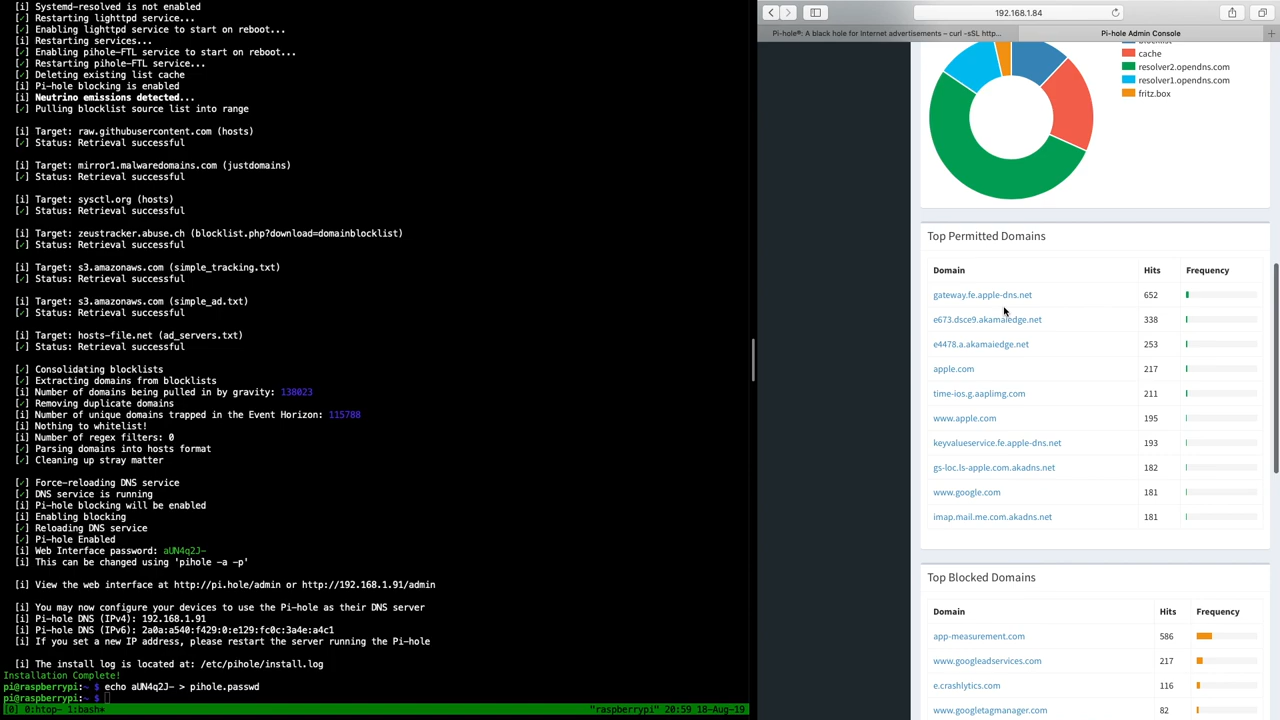 [i] Systemd-resolved is not enabled
[✓] Restarting lighttpd service...
[✓] Enabling lighttpd service to start on reboot...
[i] Restarting services...
[✓] Enabling pihole-FTL service to start on reboot...
[✓] Restarting pihole-FTL service...
[✓] Deleting existing list cache
[i] Pi-hole blocking is enabled
[i] Neutrino emissions detected...
[✓] Pulling blocklist source list into range
[i] Target: raw.githubusercontent.com (hosts)
[✓] Status: Retrieval successful
[i] Target: mirror1.malwaredomains.com (justdomains)
[✓] Status: Retrieval successful
[i] Target: sysctl.org (hosts)
[✓] Status: Retrieval successful
[i] Target: zeustracker.abuse.ch (blocklist.php?download=domainblocklist)
[✓] Status: Retrieval successful
[i] Target: s3.amazonaws.com (simple_tracking.txt)
[✓] Status: Retrieval successful
[i] Target: s3.amazonaws.com (simple_ad.txt)
[✓] Status: Retrieval successful
[i] Target: hosts-file.net (ad_servers.txt)
[✓] Status: Retrieval successful
[✓] Consolidating blocklists
[✓] Extracting domains from blocklists
[i] Number of domains being pulled in by gravity: 138023
[✓] Removing duplicate domains
[i] Number of unique domains trapped in the Event Horizon: 115788
[i] Nothing to whitelist!
[i] Number of regex filters: 0
[✓] Parsing domains into hosts format
[✓] Cleaning up stray matter
[✓] Force-reloading DNS service
[✓] DNS service is running
[i] Pi-hole blocking will be enabled
[i] Enabling blocking
[✓] Reloading DNS service
[✓] Pi-hole Enabled
[i] Web Interface password: aUN4q2J-
[i] This can be changed using 'pihole -a -p'
[i] View the web interface at http://pi.hole/admin or http://192.168.1.91/admin
[i] You may now configure your devices to use the Pi-hole as their DNS server
[i] Pi-hole DNS (IPv4): 192.168.1.91
[i] Pi-hole DNS (IPv6): 2a0a:a540:f429:0:e129:fc0c:3a4e:a4c1
[i] If you set a new IP address, please restart the server running the Pi-hole
[i] The install log is located at: /etc/pihole/install.log
Installation Complete!
pi@raspberrypi:~ $ echo aUN4q2J- > pihole.passwd
pi@raspberrypi:~ $
[0] 0:htop- 1:bash* "raspberrypi" 20:59 18-Aug-19
192.168.1.84
Pi-hole®: A black hole for Internet advertisements – curl -sSL http...
Pi-hole Admin Console
cache
resolver2.opendns.com
resolver1.opendns.com
fritz.box
Top Permitted Domains
Domain Hits Frequency
gateway.fe.apple-dns.net 652
e673.dsce9.akamaiedge.net 338
e4478.a.akamaiedge.net 253
apple.com 217
time-ios.g.aaplimg.com 211
www.apple.com 195
keyvalueservice.fe.apple-dns.net 193
gs-loc.ls-apple.com.akadns.net 182
www.google.com 181
imap.mail.me.com.akadns.net 181
Top Blocked Domains
Domain Hits Frequency
app-measurement.com 586
www.googleadservices.com 217
e.crashlytics.com 116
www.googletagmanager.com 82